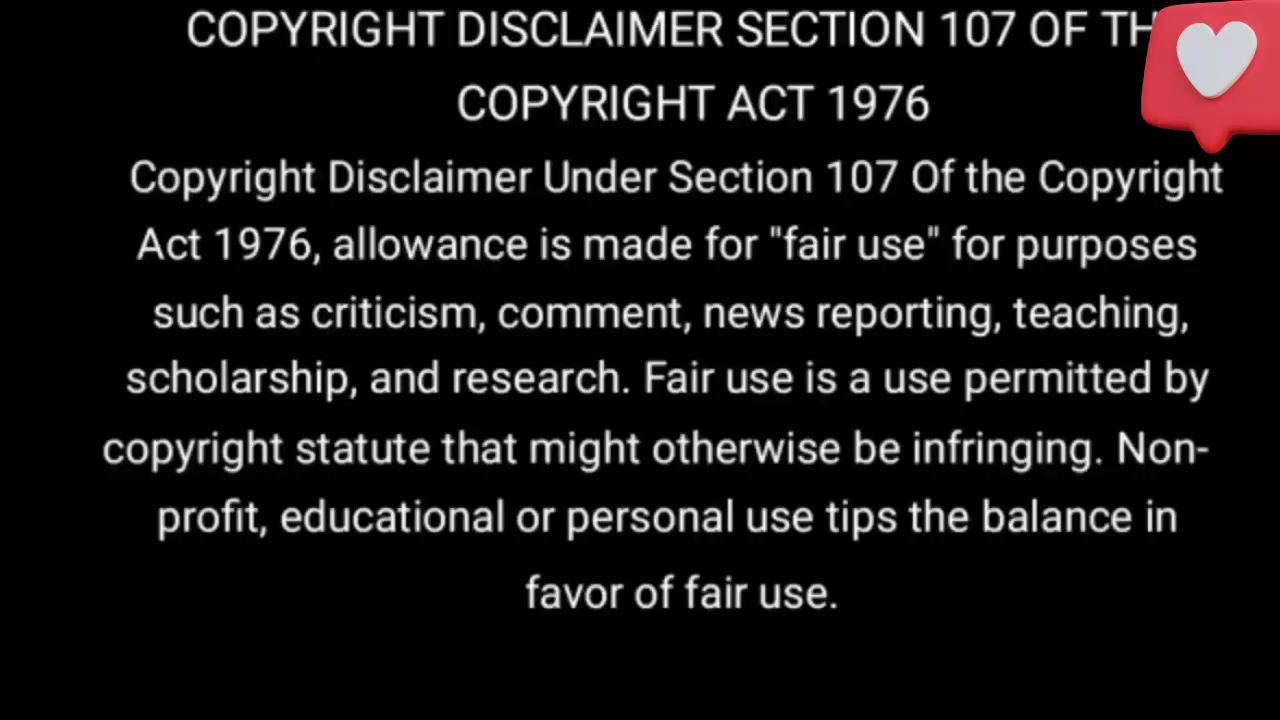 COPYRIGHT DISCLAIMER SECTION 107 OF TH
COPYRIGHT ACT 1976
Copyright Disclaimer Under Section 107 Of the Copyright
Act 1976, allowance is made for "fair use" for purposes
such as criticism, comment, news reporting, teaching,
scholarship, and research. Fair use is a use permitted by
copyright statute that might otherwise be infringing. Non-
profit, educational or personal use tips the balance in
favor of fair use.